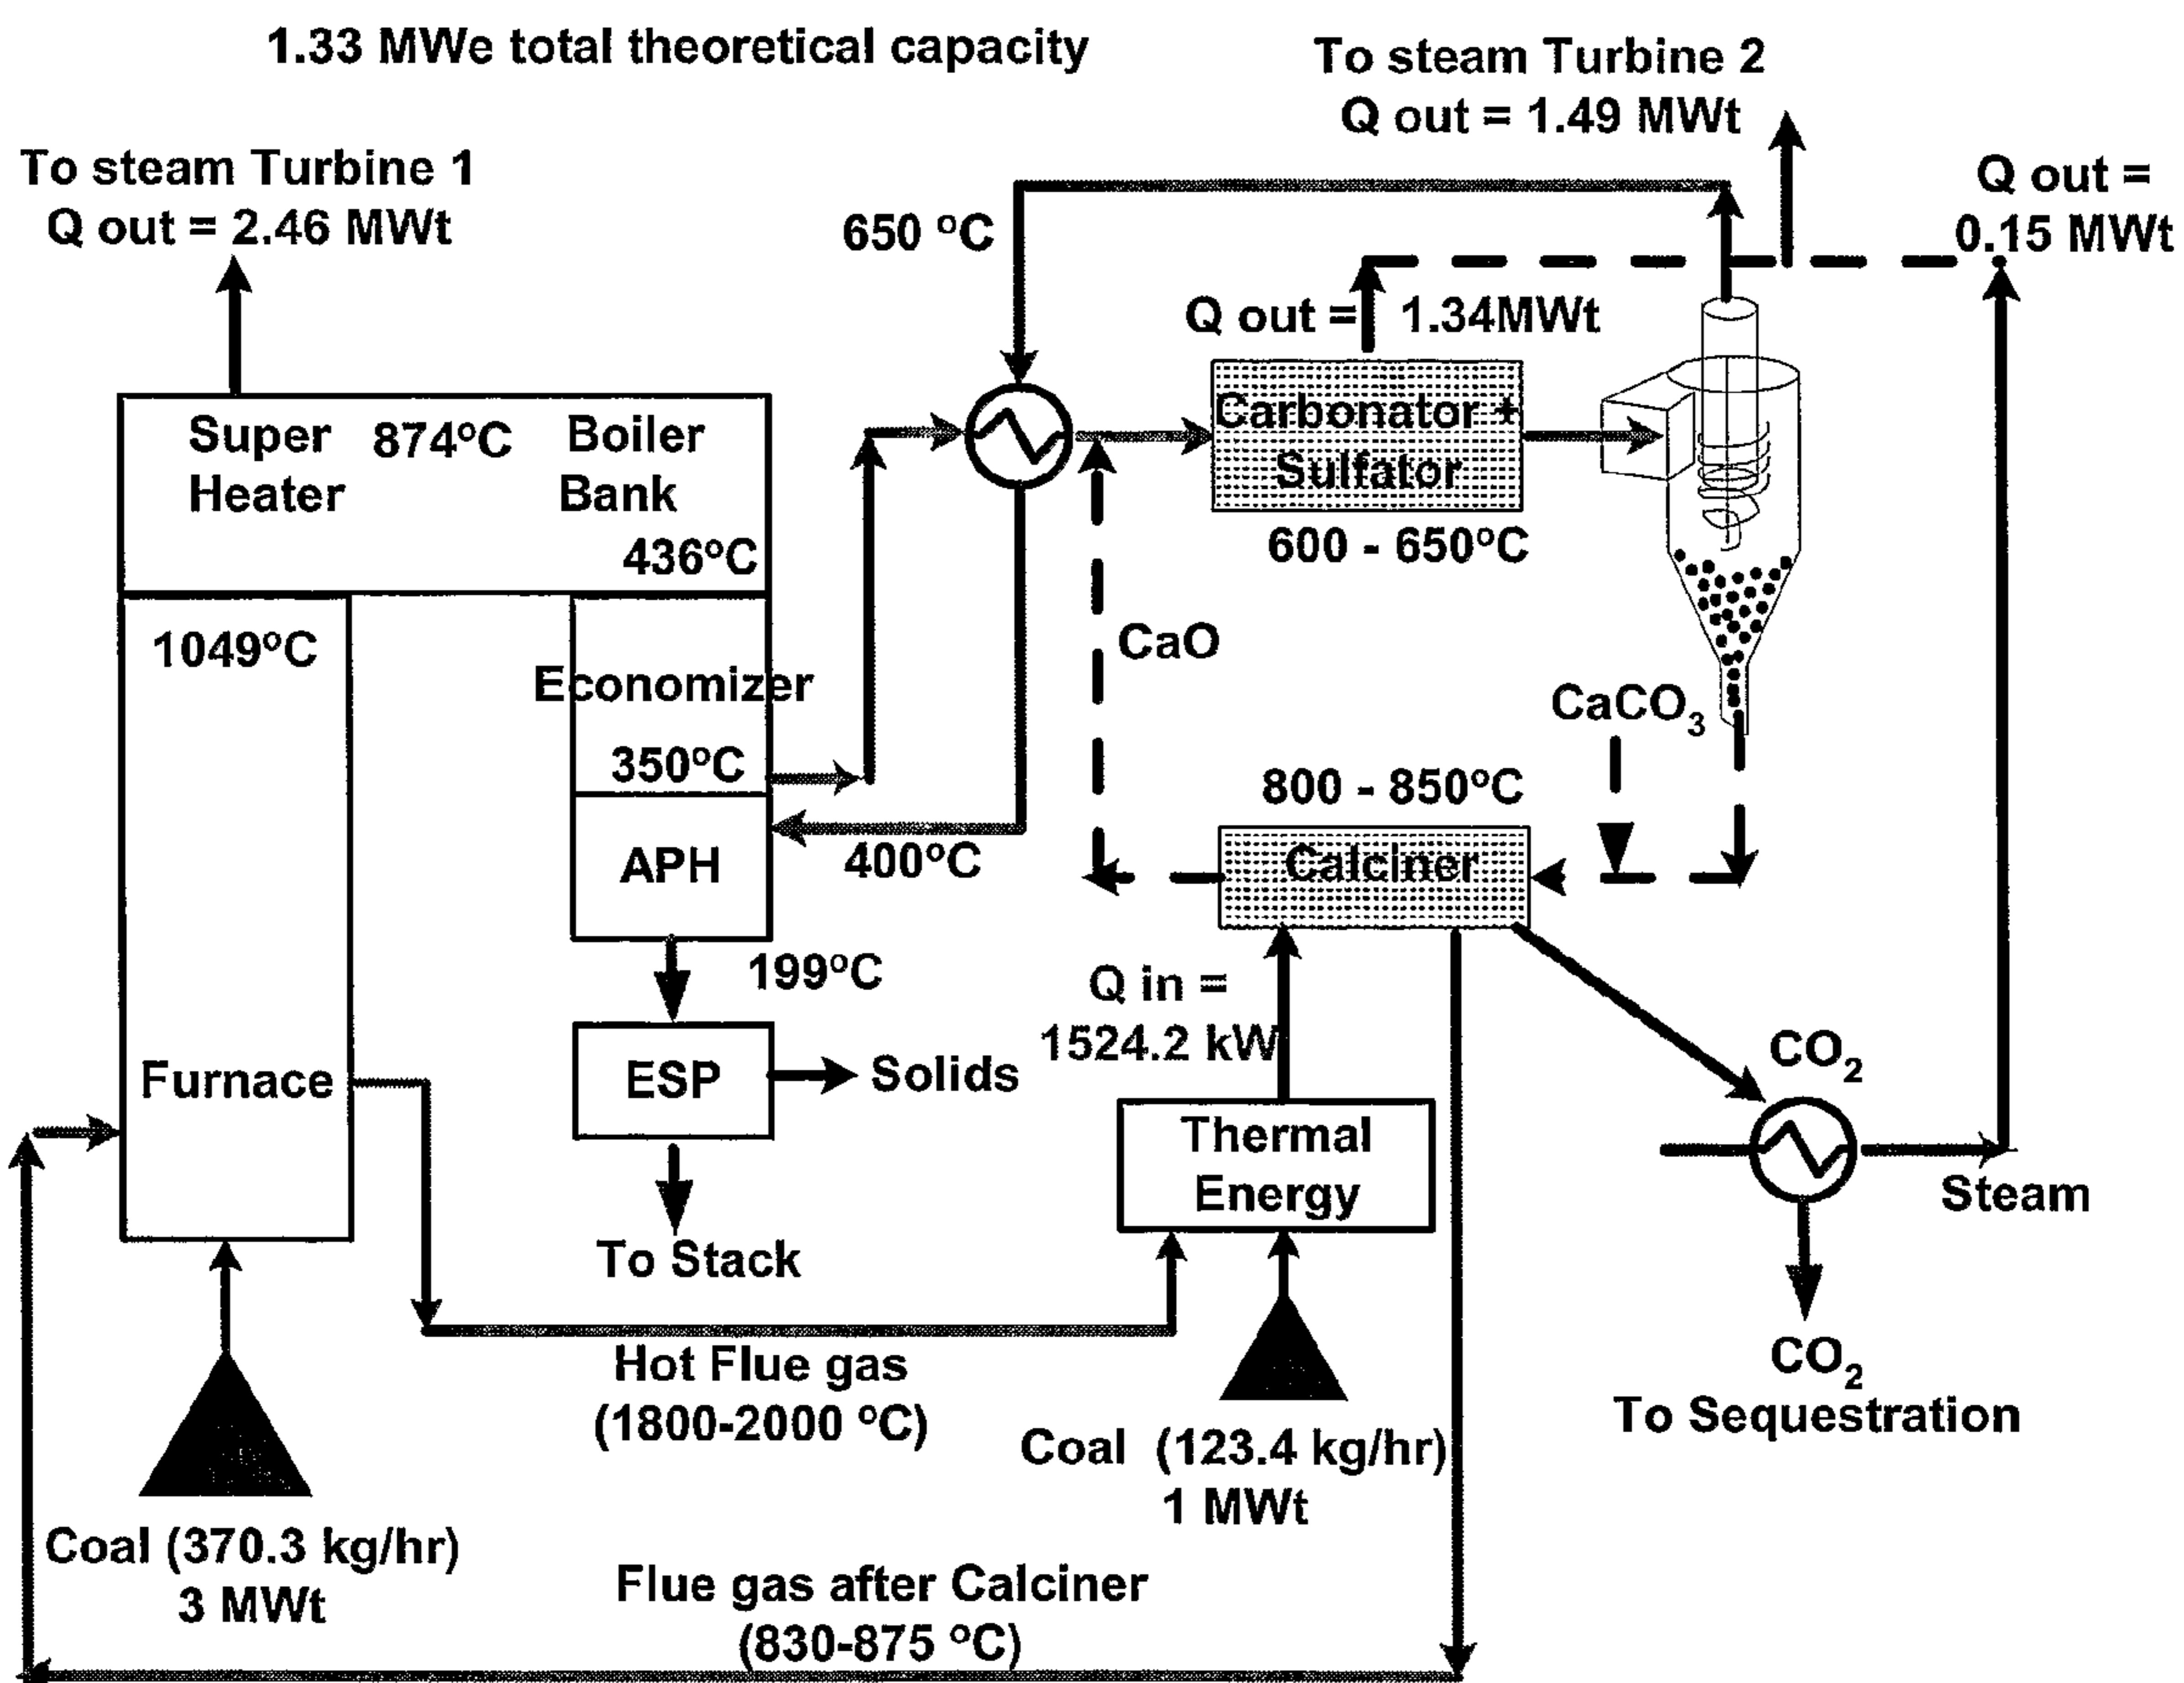 1.33 MWe total theoretical capacity
To steam Turbine 2
Q out = 1.49 MWt
To steam Turbine 1
Q out = 2.46 MWt
Q out =
0.15 MWt
650 °C
Q out = 1.34MWt
Super
Heater
874°C
Boiler
Bank
436°C
Carbonator +
Sulfator
600 - 650°C
1049°C
Economizer
350°C
CaO
CaCO₃
800 - 850°C
APH
400°C
Calciner
199°C
Q in =
1524.2 kW
ESP
Solids
CO₂
Furnace
Thermal
Energy
Steam
To Stack
Hot Flue gas
(1800-2000 °C)
CO₂
To Sequestration
Coal (123.4 kg/hr)
1 MWt
Coal (370.3 kg/hr)
3 MWt
Flue gas after Calciner
(830-875 °C)